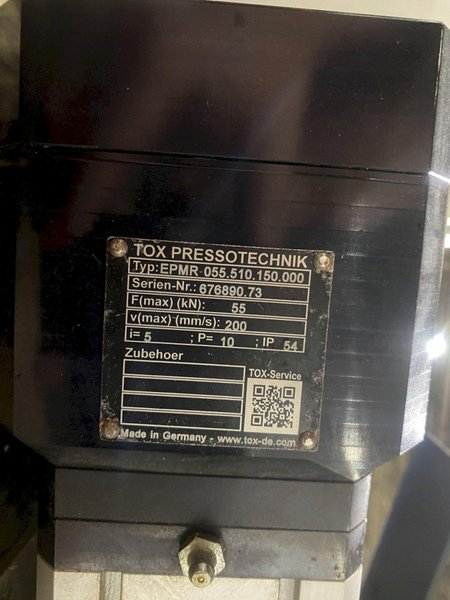 TOX PRESSOTECHNIK
Typ: EPMR 055.510.150.000
Serien-Nr.: 676890.73
F(max) (kN): 55
v(max) (mm/s): 200
i= 5 ; P= 10 ; IP 54
Zubehoer
TOX-Service
Made in Germany - www.tox-de.com